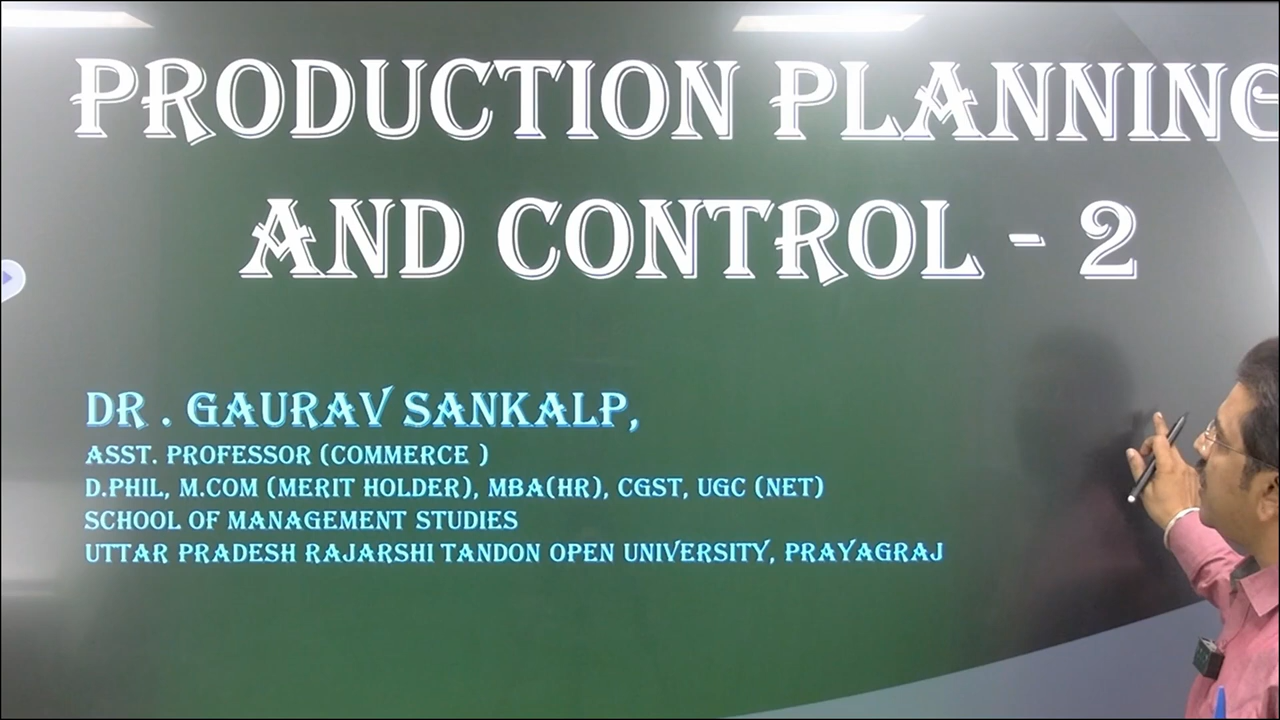 PRODUCTION PLANNING
AND CONTROL - 2
DR . GAURAV SANKALP,
ASST. PROFESSOR (COMMERCE )
D.PHIL, M.COM (MERIT HOLDER), MBA(HR), CGST, UGC (NET)
SCHOOL OF MANAGEMENT STUDIES
UTTAR PRADESH RAJARSHI TANDON OPEN UNIVERSITY, PRAYAGRAJ